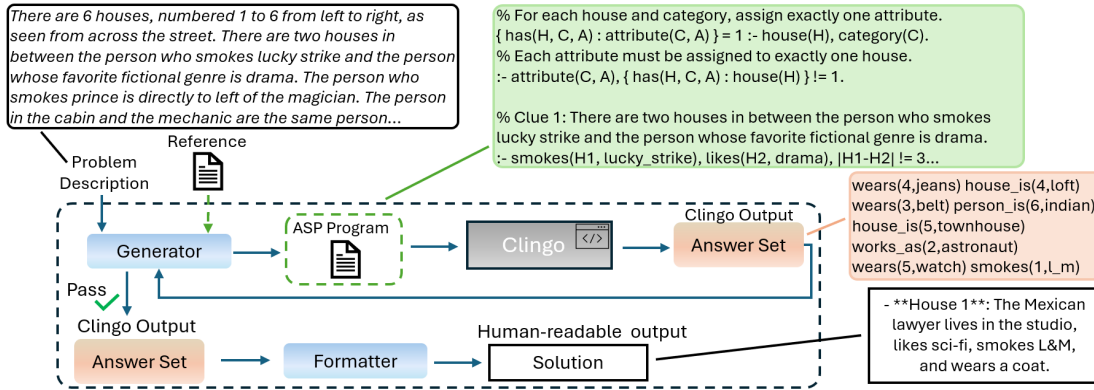 There are 6 houses, numbered 1 to 6 from left to right, as
seen from across the street. There are two houses in
between the person who smokes lucky strike and the person
whose favorite fictional genre is drama. The person who
smokes prince is directly to left of the magician. The person
in the cabin and the mechanic are the same person...
% For each house and category, assign exactly one attribute.
{ has(H, C, A) : attribute(C, A) } = 1 :- house(H), category(C).
% Each attribute must be assigned to exactly one house.
:- attribute(C, A), { has(H, C, A) : house(H) } != 1.
% Clue 1: There are two houses in between the person who smokes
lucky strike and the person whose favorite fictional genre is drama.
:- smokes(H1, lucky_strike), likes(H2, drama), |H1-H2| != 3...
Problem
Description
Reference
Generator
ASP Program
Clingo
</>
Clingo Output
Answer Set
wears(4,jeans) house_is(4,loft)
wears(3,belt) person_is(6,indian)
house_is(5,townhouse)
works_as(2,astronaut)
wears(5,watch) smokes(1,l_m)
Pass
Clingo Output
Answer Set
Formatter
Human-readable output
Solution
- **House 1**: The Mexican
lawyer lives in the studio,
likes sci-fi, smokes L&M,
and wears a coat.